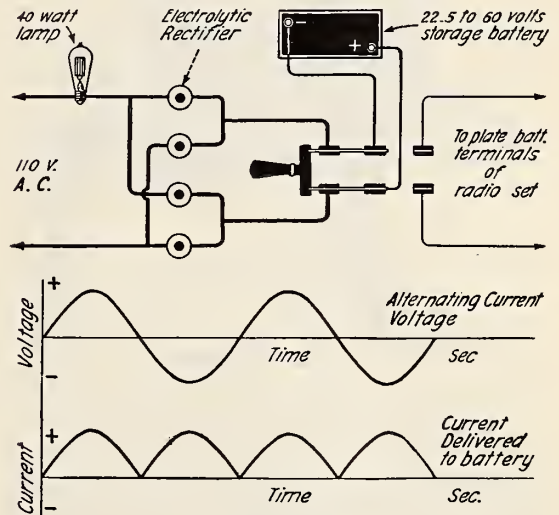 40 watt
lamp
Electrolytic
Rectifier
22.5 to 60 volts
storage battery
-
+
110 V.
A.C.
To plate batt.
terminals
of
radio set
+
Voltage
-
Alternating Current
Voltage
Time
Sec
+
Current
-
Current
Delivered
to battery
Time
Sec.